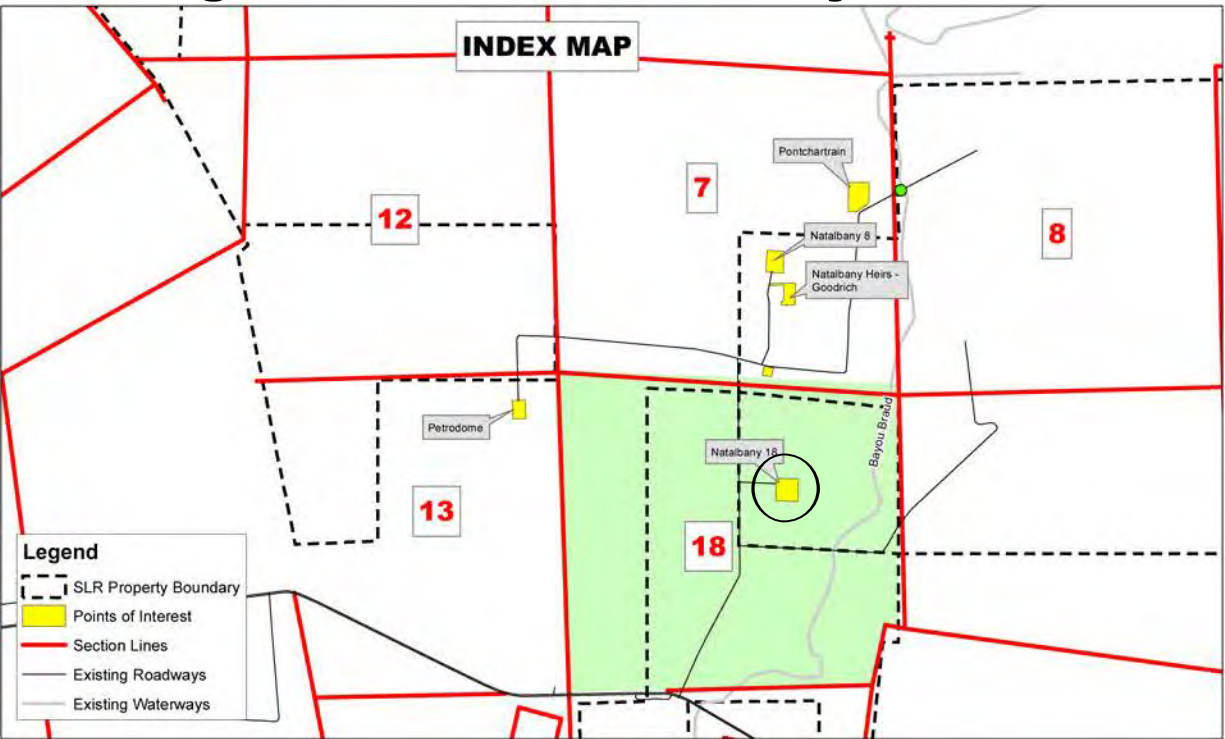 INDEX MAP
Pontchartrain
7
12
8
Natalbany 8
Natalbany Heirs -
Goodrich
Petrodome
Bayou Braud
Natalbany 18
13
18
Legend
SLR Property Boundary
Points of Interest
Section Lines
Existing Roadways
Existing Waterways